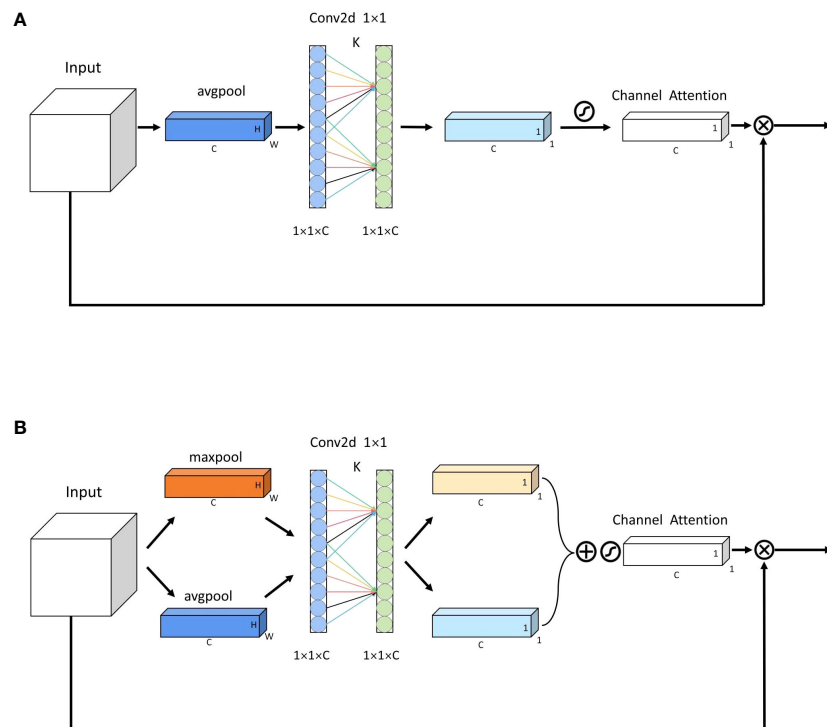 A
Conv2d 1×1
K
Input
avgpool
H
W
C
1×1×C
1×1×C
1
1
C
Channel Attention
1
1
C
B
Conv2d 1×1
K
Input
maxpool
H
W
C
avgpool
H
W
C
1×1×C
1×1×C
1
1
C
1
1
C
Channel Attention
1
1
C